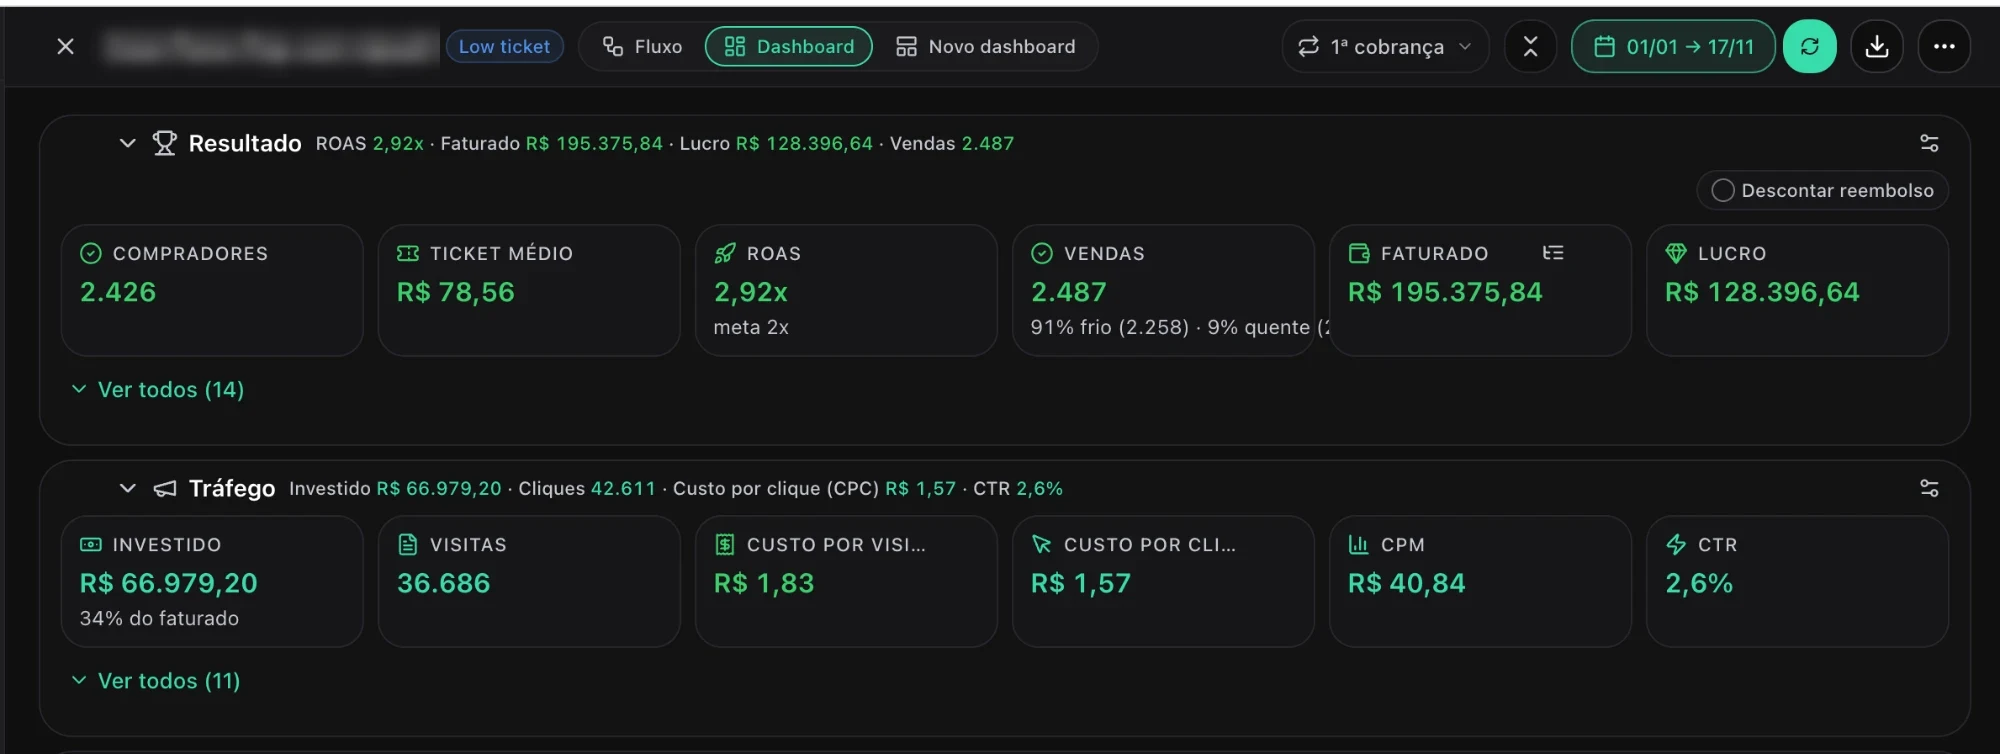 Low ticket Fluxo Dashboard Novo dashboard 1ª cobrança 01/01 → 17/11
Resultado ROAS 2,92x · Faturado R$ 195.375,84 · Lucro R$ 128.396,64 · Vendas 2.487
Descontar reembolso
COMPRADORES
2.426
TICKET MÉDIO
R$ 78,56
ROAS
2,92x
meta 2x
VENDAS
2.487
91% frio (2.258) · 9% quente (2
FATURADO
R$ 195.375,84
LUCRO
R$ 128.396,64
Ver todos (14)
Tráfego Investido R$ 66.979,20 · Cliques 42.611 · Custo por clique (CPC) R$ 1,57 · CTR 2,6%
INVESTIDO
R$ 66.979,20
34% do faturado
VISITAS
36.686
CUSTO POR VISI...
R$ 1,83
CUSTO POR CLI...
R$ 1,57
CPM
R$ 40,84
CTR
2,6%
Ver todos (11)